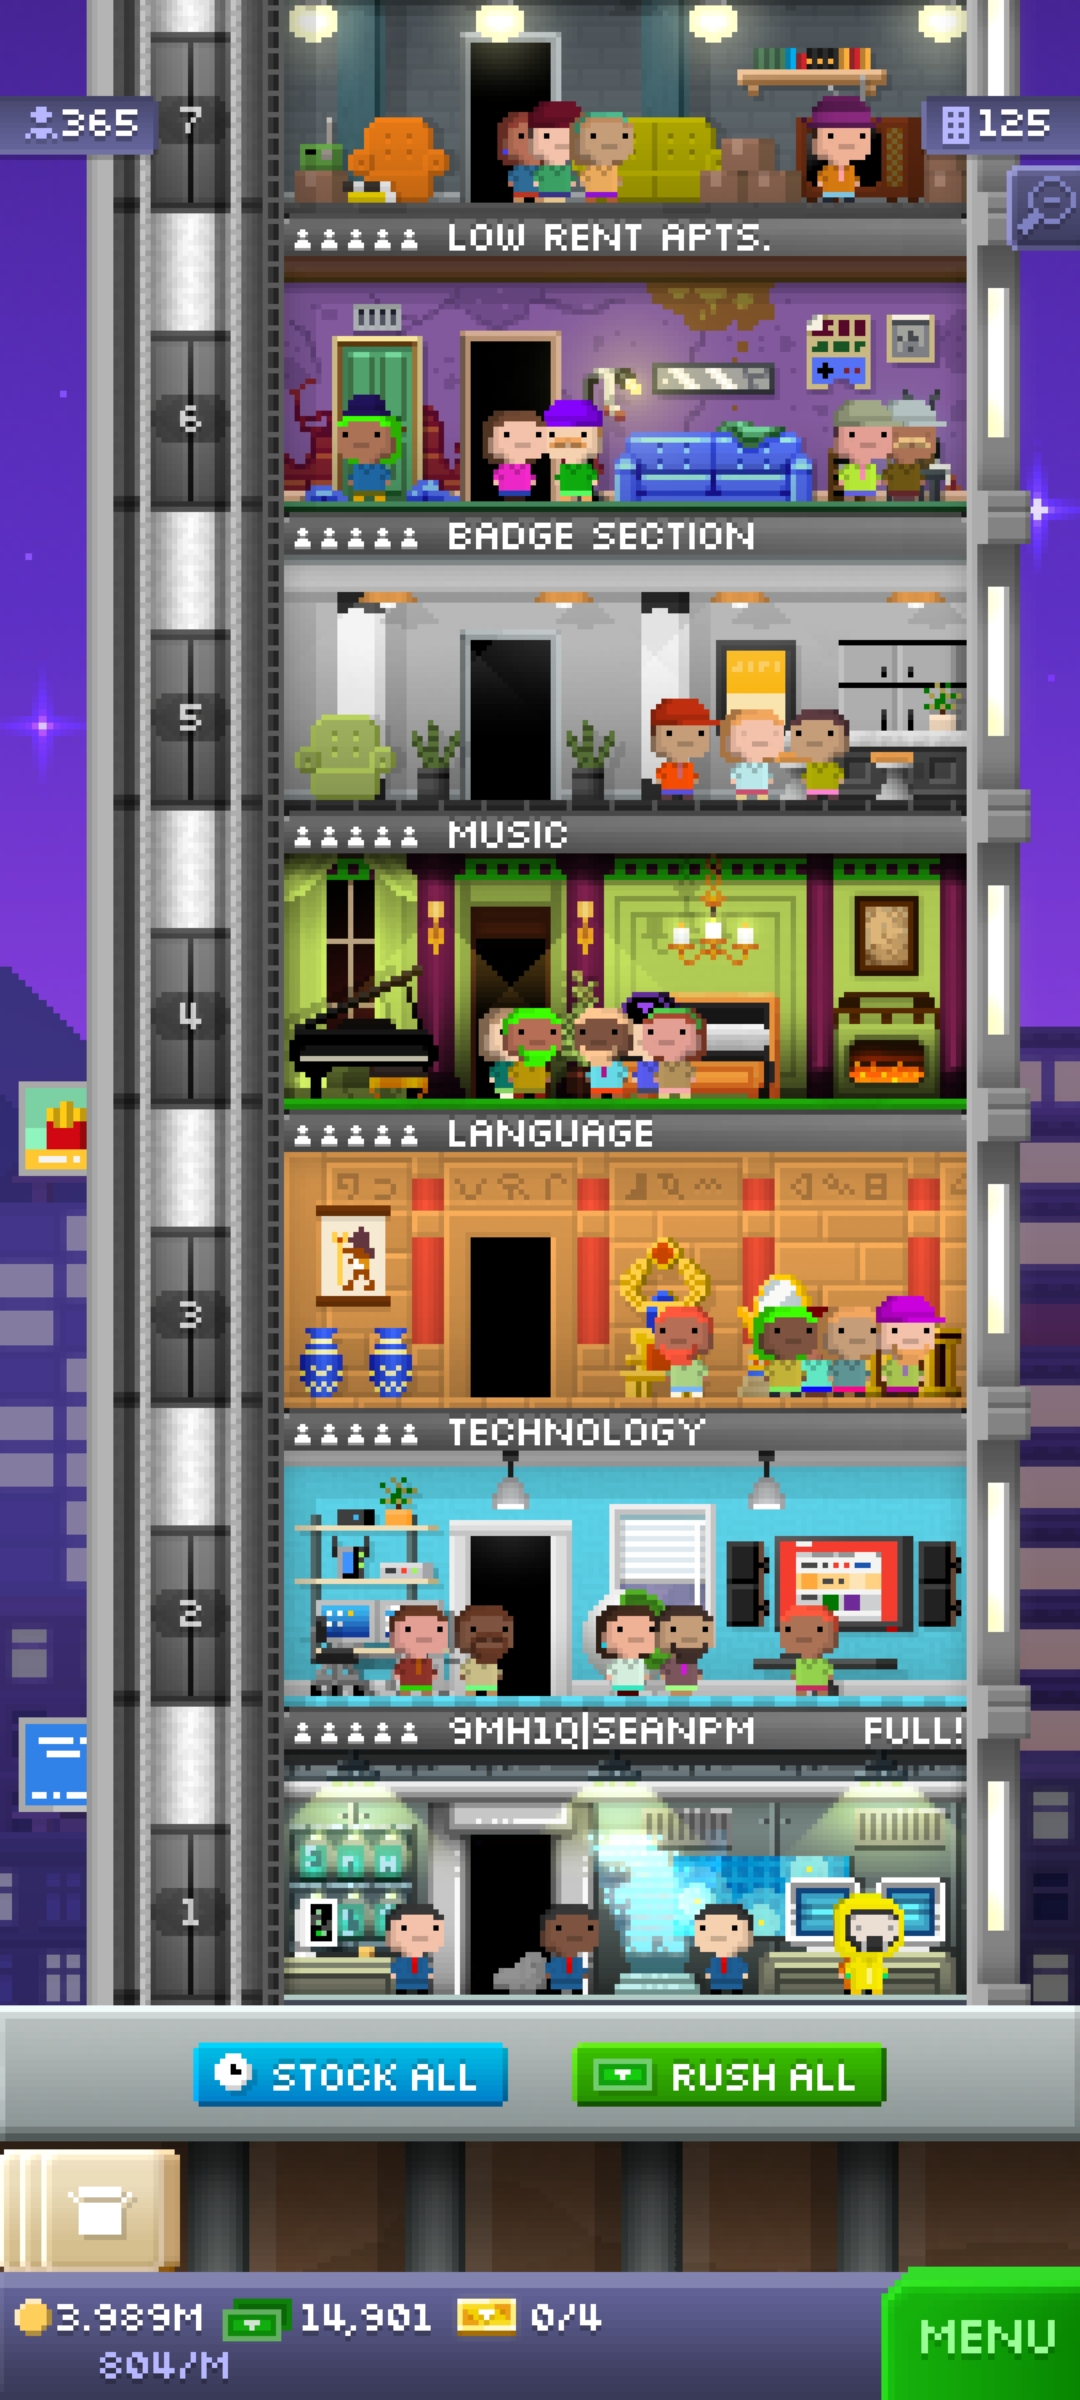 365
7
125
LOW RENT APTS.
6
BADGE SECTION
5
MUSIC
4
LANGUAGE
3
TECHNOLOGY
2
9MH1Q|SEANPM FULL!
1
STOCK ALL
RUSH ALL
3.989M 14,901 0/4
804/M
MENU